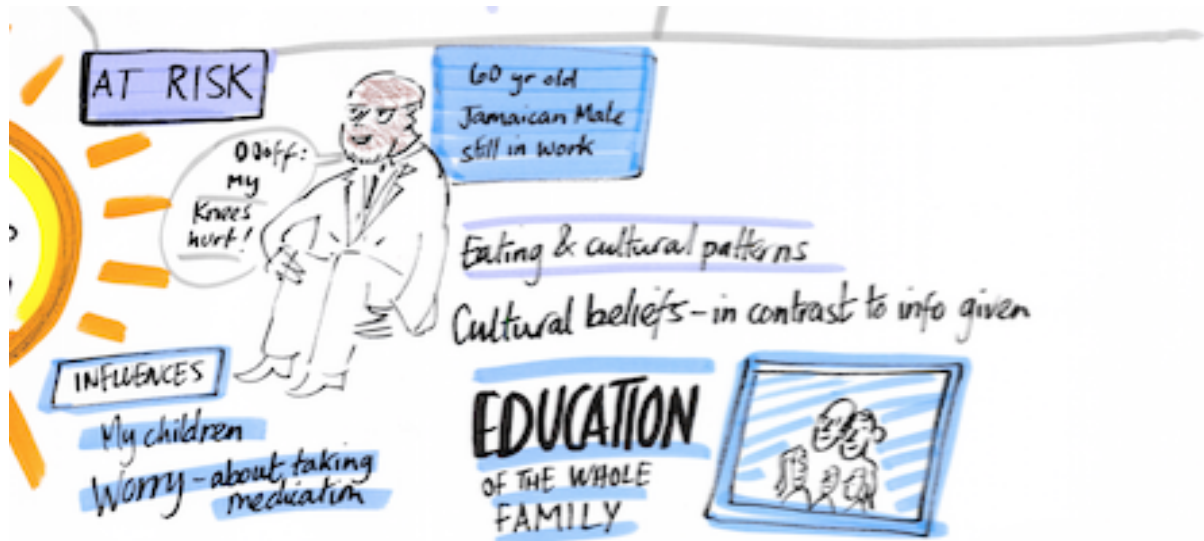 AT RISK
60 yr old
Jamaican Male
still in work
OOoff:
My
Knees
hurt!
Eating & cultural patterns
Cultural beliefs - in contrast to info given
INFLUENCES
My children
Worry - about taking
medication
EDUCATION
OF THE WHOLE
FAMILY